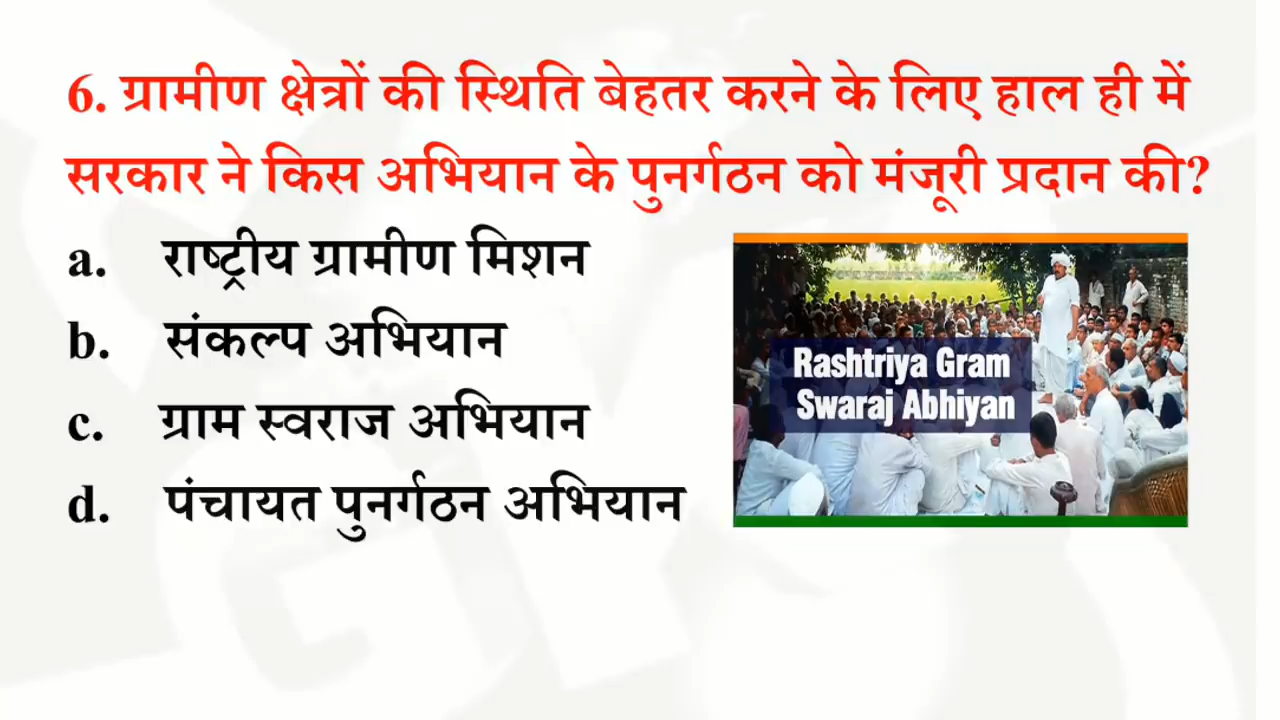 6. ग्रामीण क्षेत्रों की स्थिति बेहतर करने के लिए हाल ही में
सरकार ने किस अभियान के पुनर्गठन को मंजूरी प्रदान की?
a. राष्ट्रीय ग्रामीण मिशन
b. संकल्प अभियान
c. ग्राम स्वराज अभियान
d. पंचायत पुनर्गठन अभियान
Rashtriya Gram
Swaraj Abhiyan